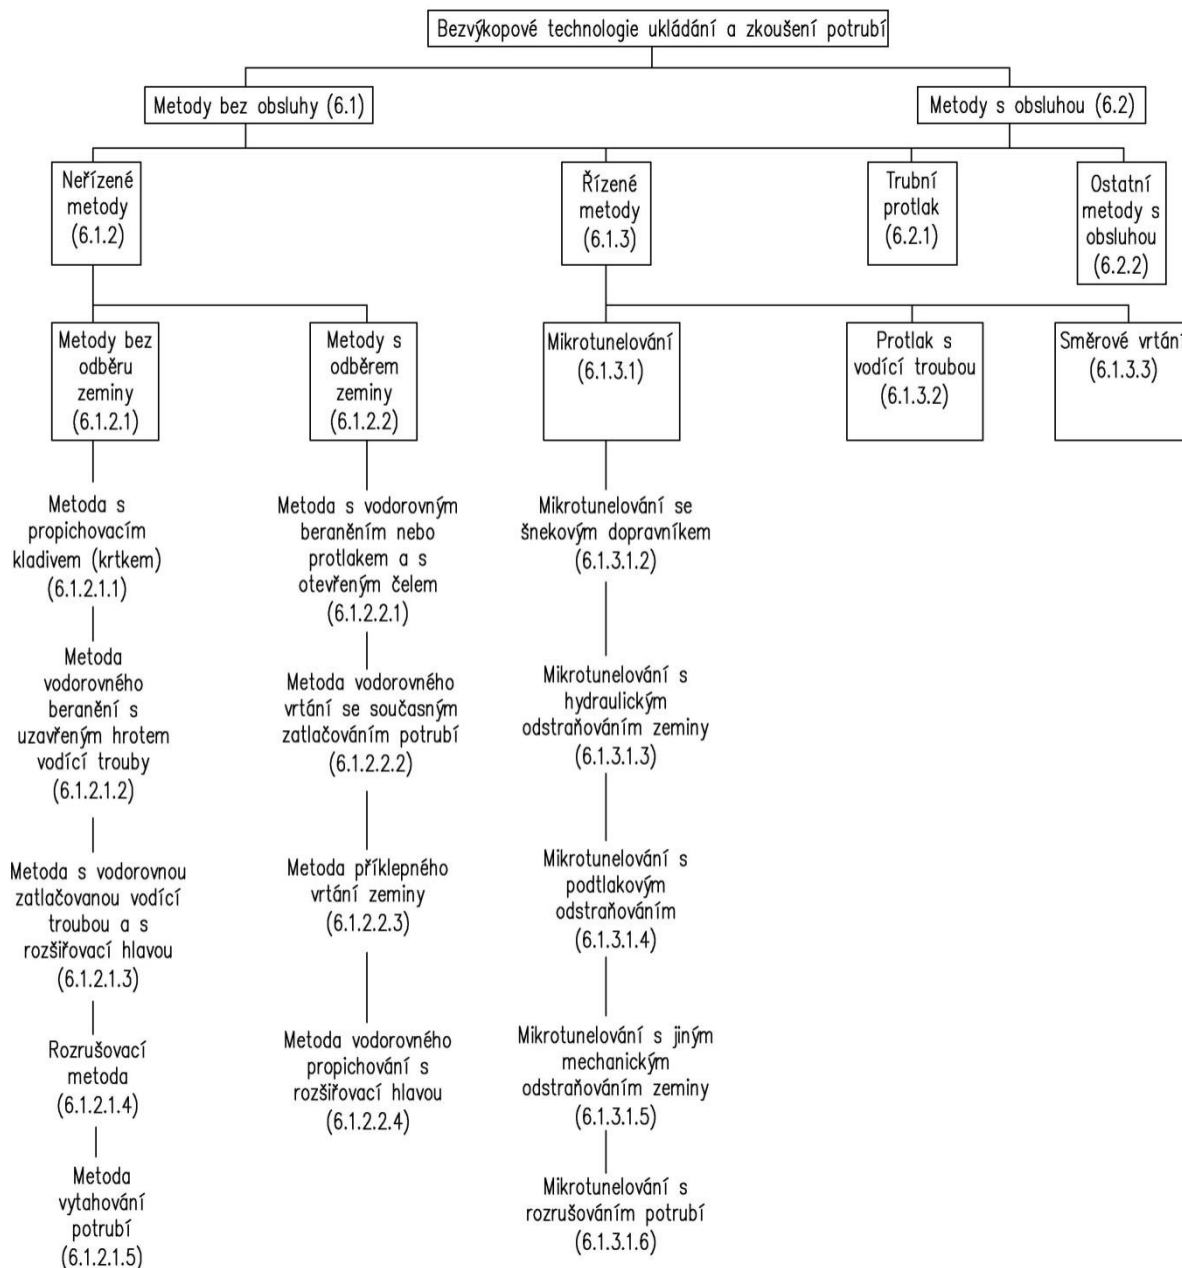 Bezvýkopové technologie ukládání a zkoušení potrubí
Metody bez obsluhy (6.1)
Metody s obsluhou (6.2)
Neřízené
metody
(6.1.2)
Řízené
metody
(6.1.3)
Trubní
protlak
(6.2.1)
Ostatní
metody s
obsluhou
(6.2.2)
Metody bez
odběru
zeminy
(6.1.2.1)
Metody s
odběrem
zeminy
(6.1.2.2)
Mikrotunelování
(6.1.3.1)
Protlak s
vodící troubou
(6.1.3.2)
Směrové vrtání
(6.1.3.3)
Metoda s
propichovacím
kladivem (krtkem)
(6.1.2.1.1)
Metoda
vodorovného
beranění s
uzavřeným hrotem
vodící trouby
(6.1.2.1.2)
Metoda s vodorovnou
zatlačovanou vodící
troubou a s
rozšiřovací hlavou
(6.1.2.1.3)
Rozrušovací
metoda
(6.1.2.1.4)
Metoda
vytahování
potrubí
(6.1.2.1.5)
Metoda s vodorovným
beraněním nebo
protlakem a s
otevřeným čelem
(6.1.2.2.1)
Metoda vodorovného
vrtání se současným
zatlačováním potrubí
(6.1.2.2.2)
Metoda příklepného
vrtání zeminy
(6.1.2.2.3)
Metoda vodorovného
propichování s
rozšiřovací hlavou
(6.1.2.2.4)
Mikrotunelování se
šnekovým dopravníkem
(6.1.3.1.2)
Mikrotunelování s
hydraulickým
odstraňováním zeminy
(6.1.3.1.3)
Mikrotunelování s
podtlakovým
odstraňováním
(6.1.3.1.4)
Mikrotunelování s jiným
mechanickým
odstraňováním zeminy
(6.1.3.1.5)
Mikrotunelování s
rozrušováním potrubí
(6.1.3.1.6)